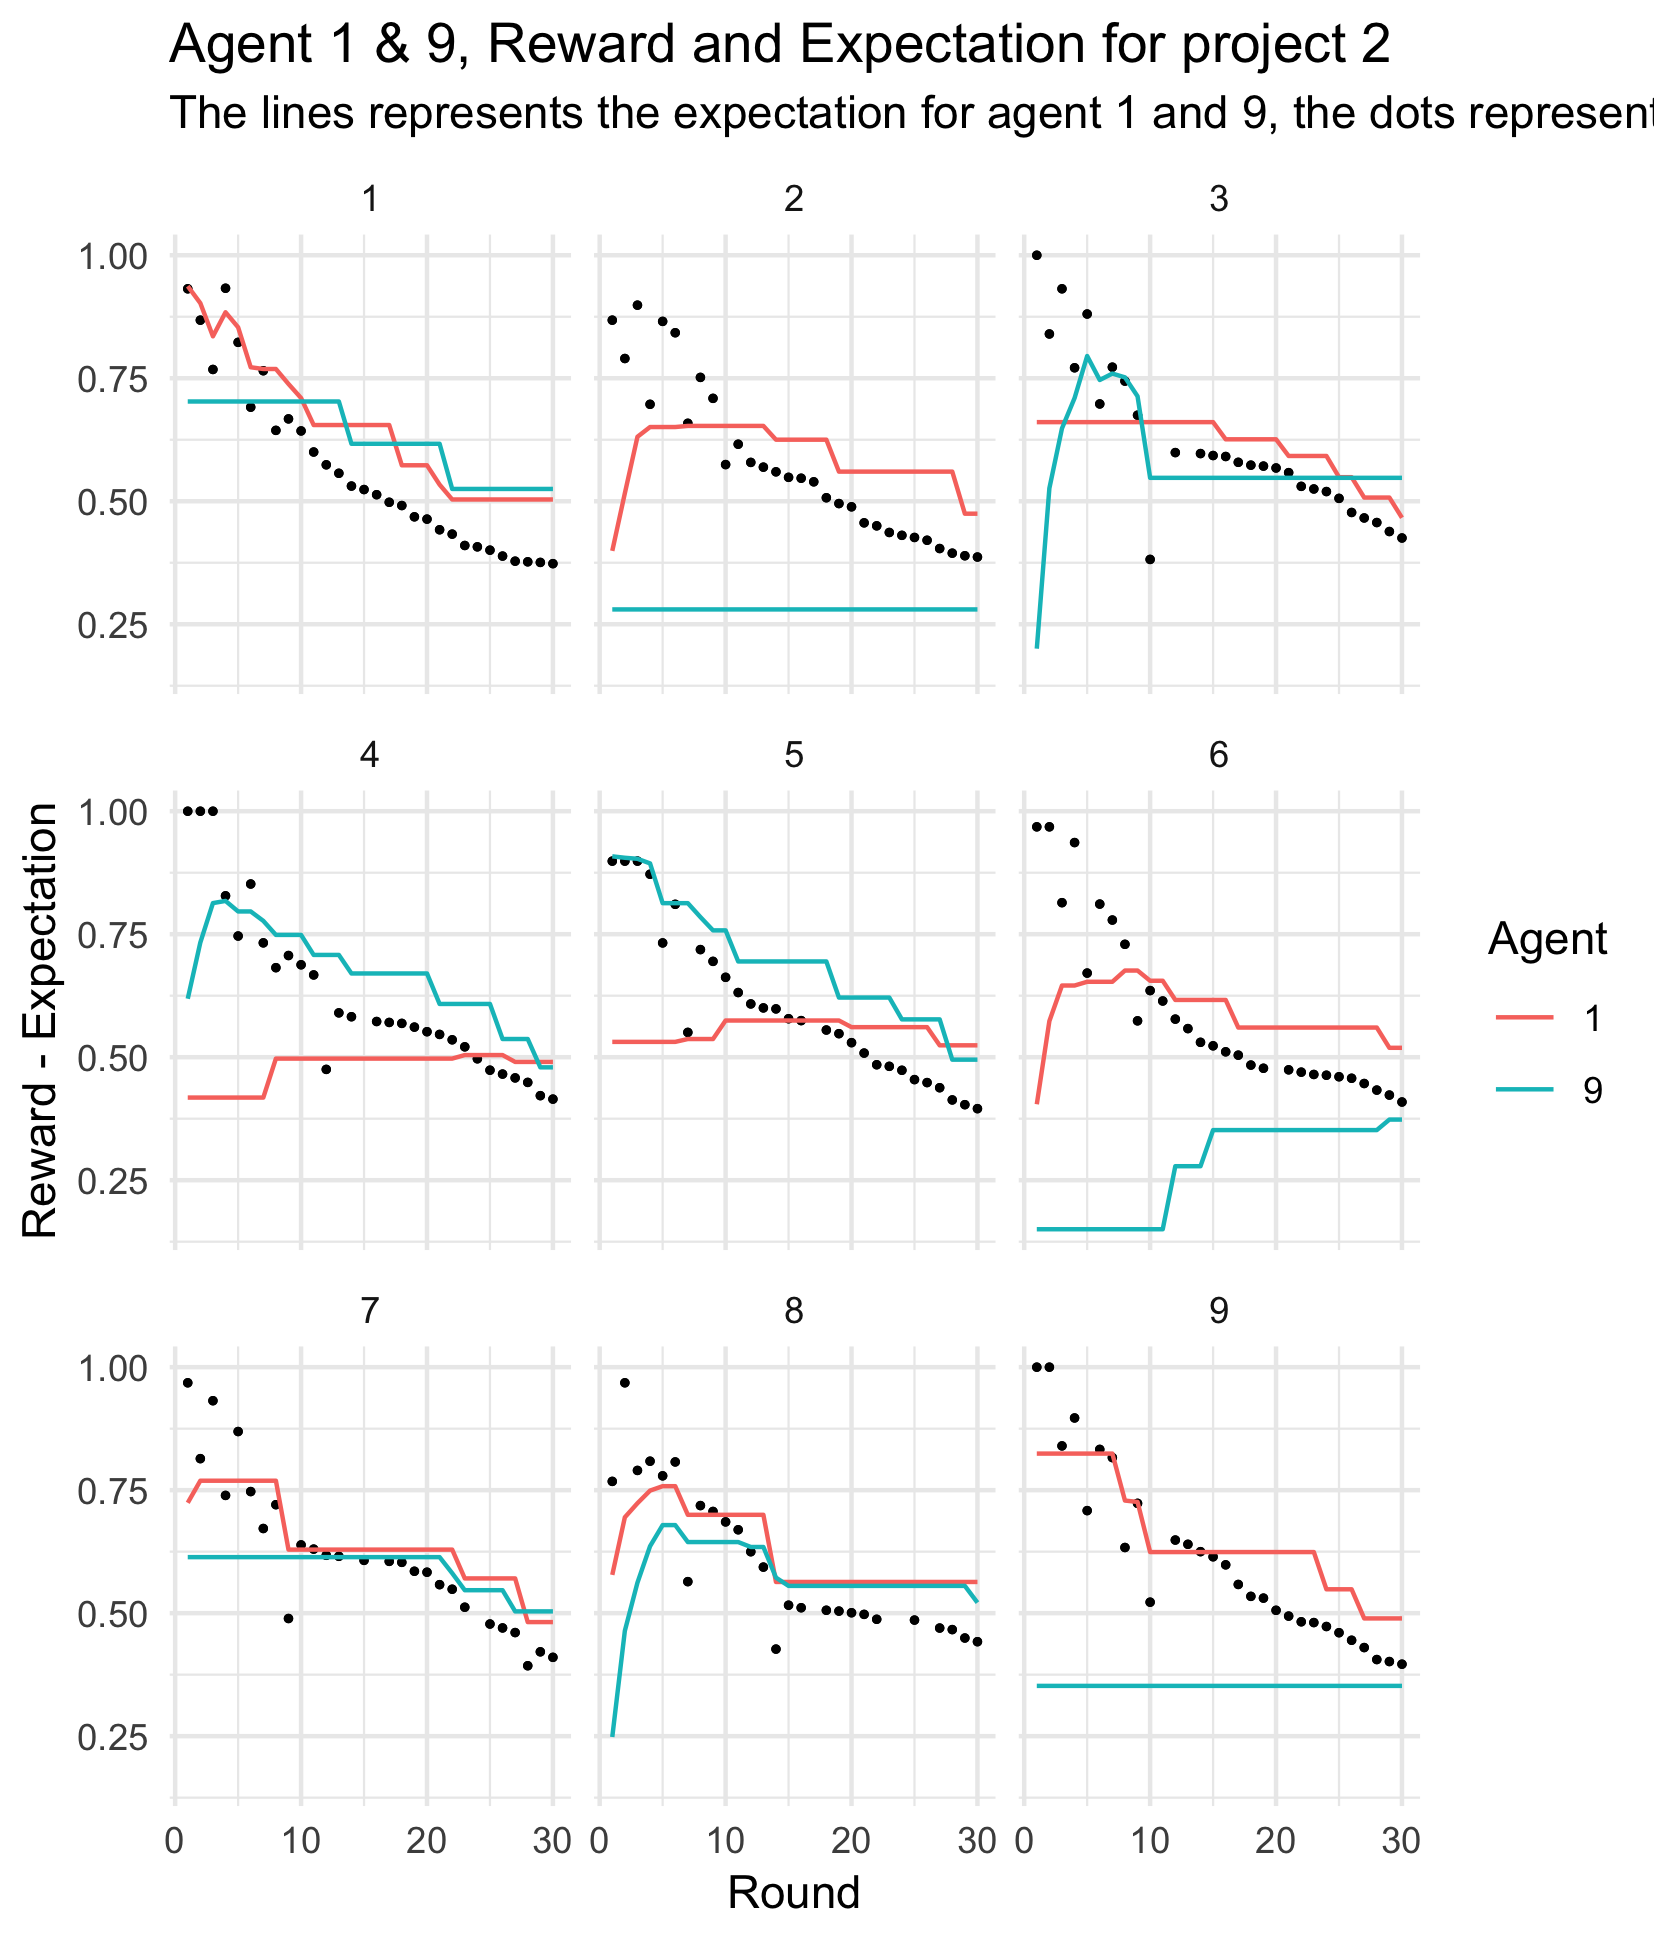 Agent 1 & 9, Reward and Expectation for project 2
The lines represents the expectation for agent 1 and 9, the dots represent
1 2 3
1.00
0.75
0.50
0.25
4 5 6
1.00
0.75
0.50
0.25
Reward - Expectation
Agent
1
9
7 8 9
1.00
0.75
0.50
0.25
0 10 20 30 0 10 20 30 0 10 20 30
Round